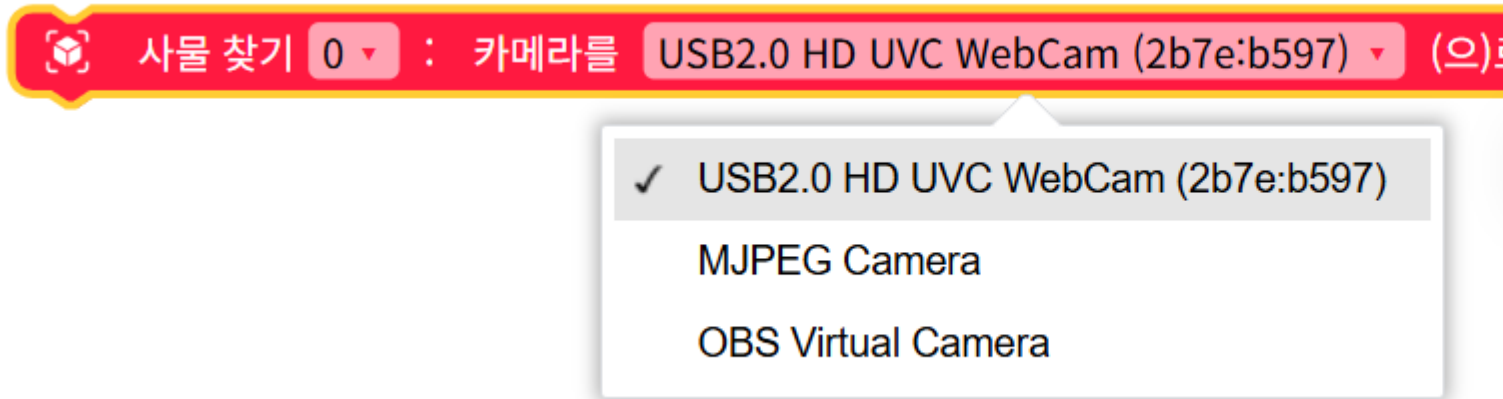 사물 찾기 0 : 카메라를 USB2.0 HD UVC WebCam (2b7e:b597) (으)
USB2.0 HD UVC WebCam (2b7e:b597)
MJPEG Camera
OBS Virtual Camera